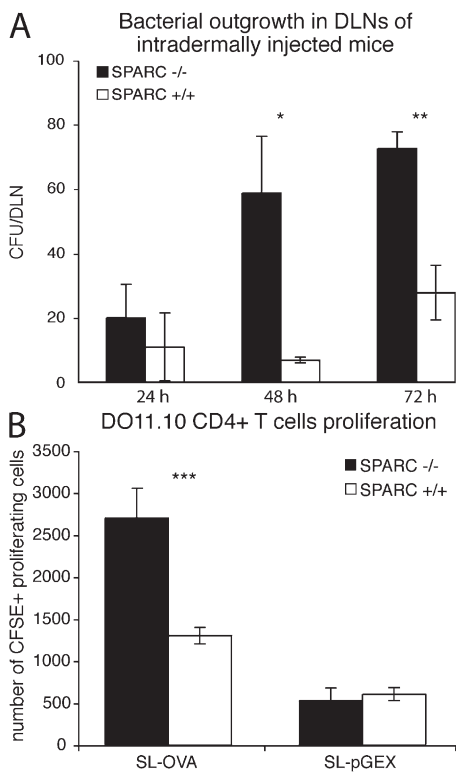 A
Bacterial outgrowth in DLNs of
intradermally injected mice
100
80
60
40
20
0
CFU/DLN
SPARC -/-
SPARC +/+
*
**
24 h
48 h
72 h
B
DO11.10 CD4+ T cells proliferation
3500
3000
2500
2000
1500
1000
500
0
number of CFSE+ proliferating cells
SPARC -/-
SPARC +/+
***
SL-OVA
SL-pGEX